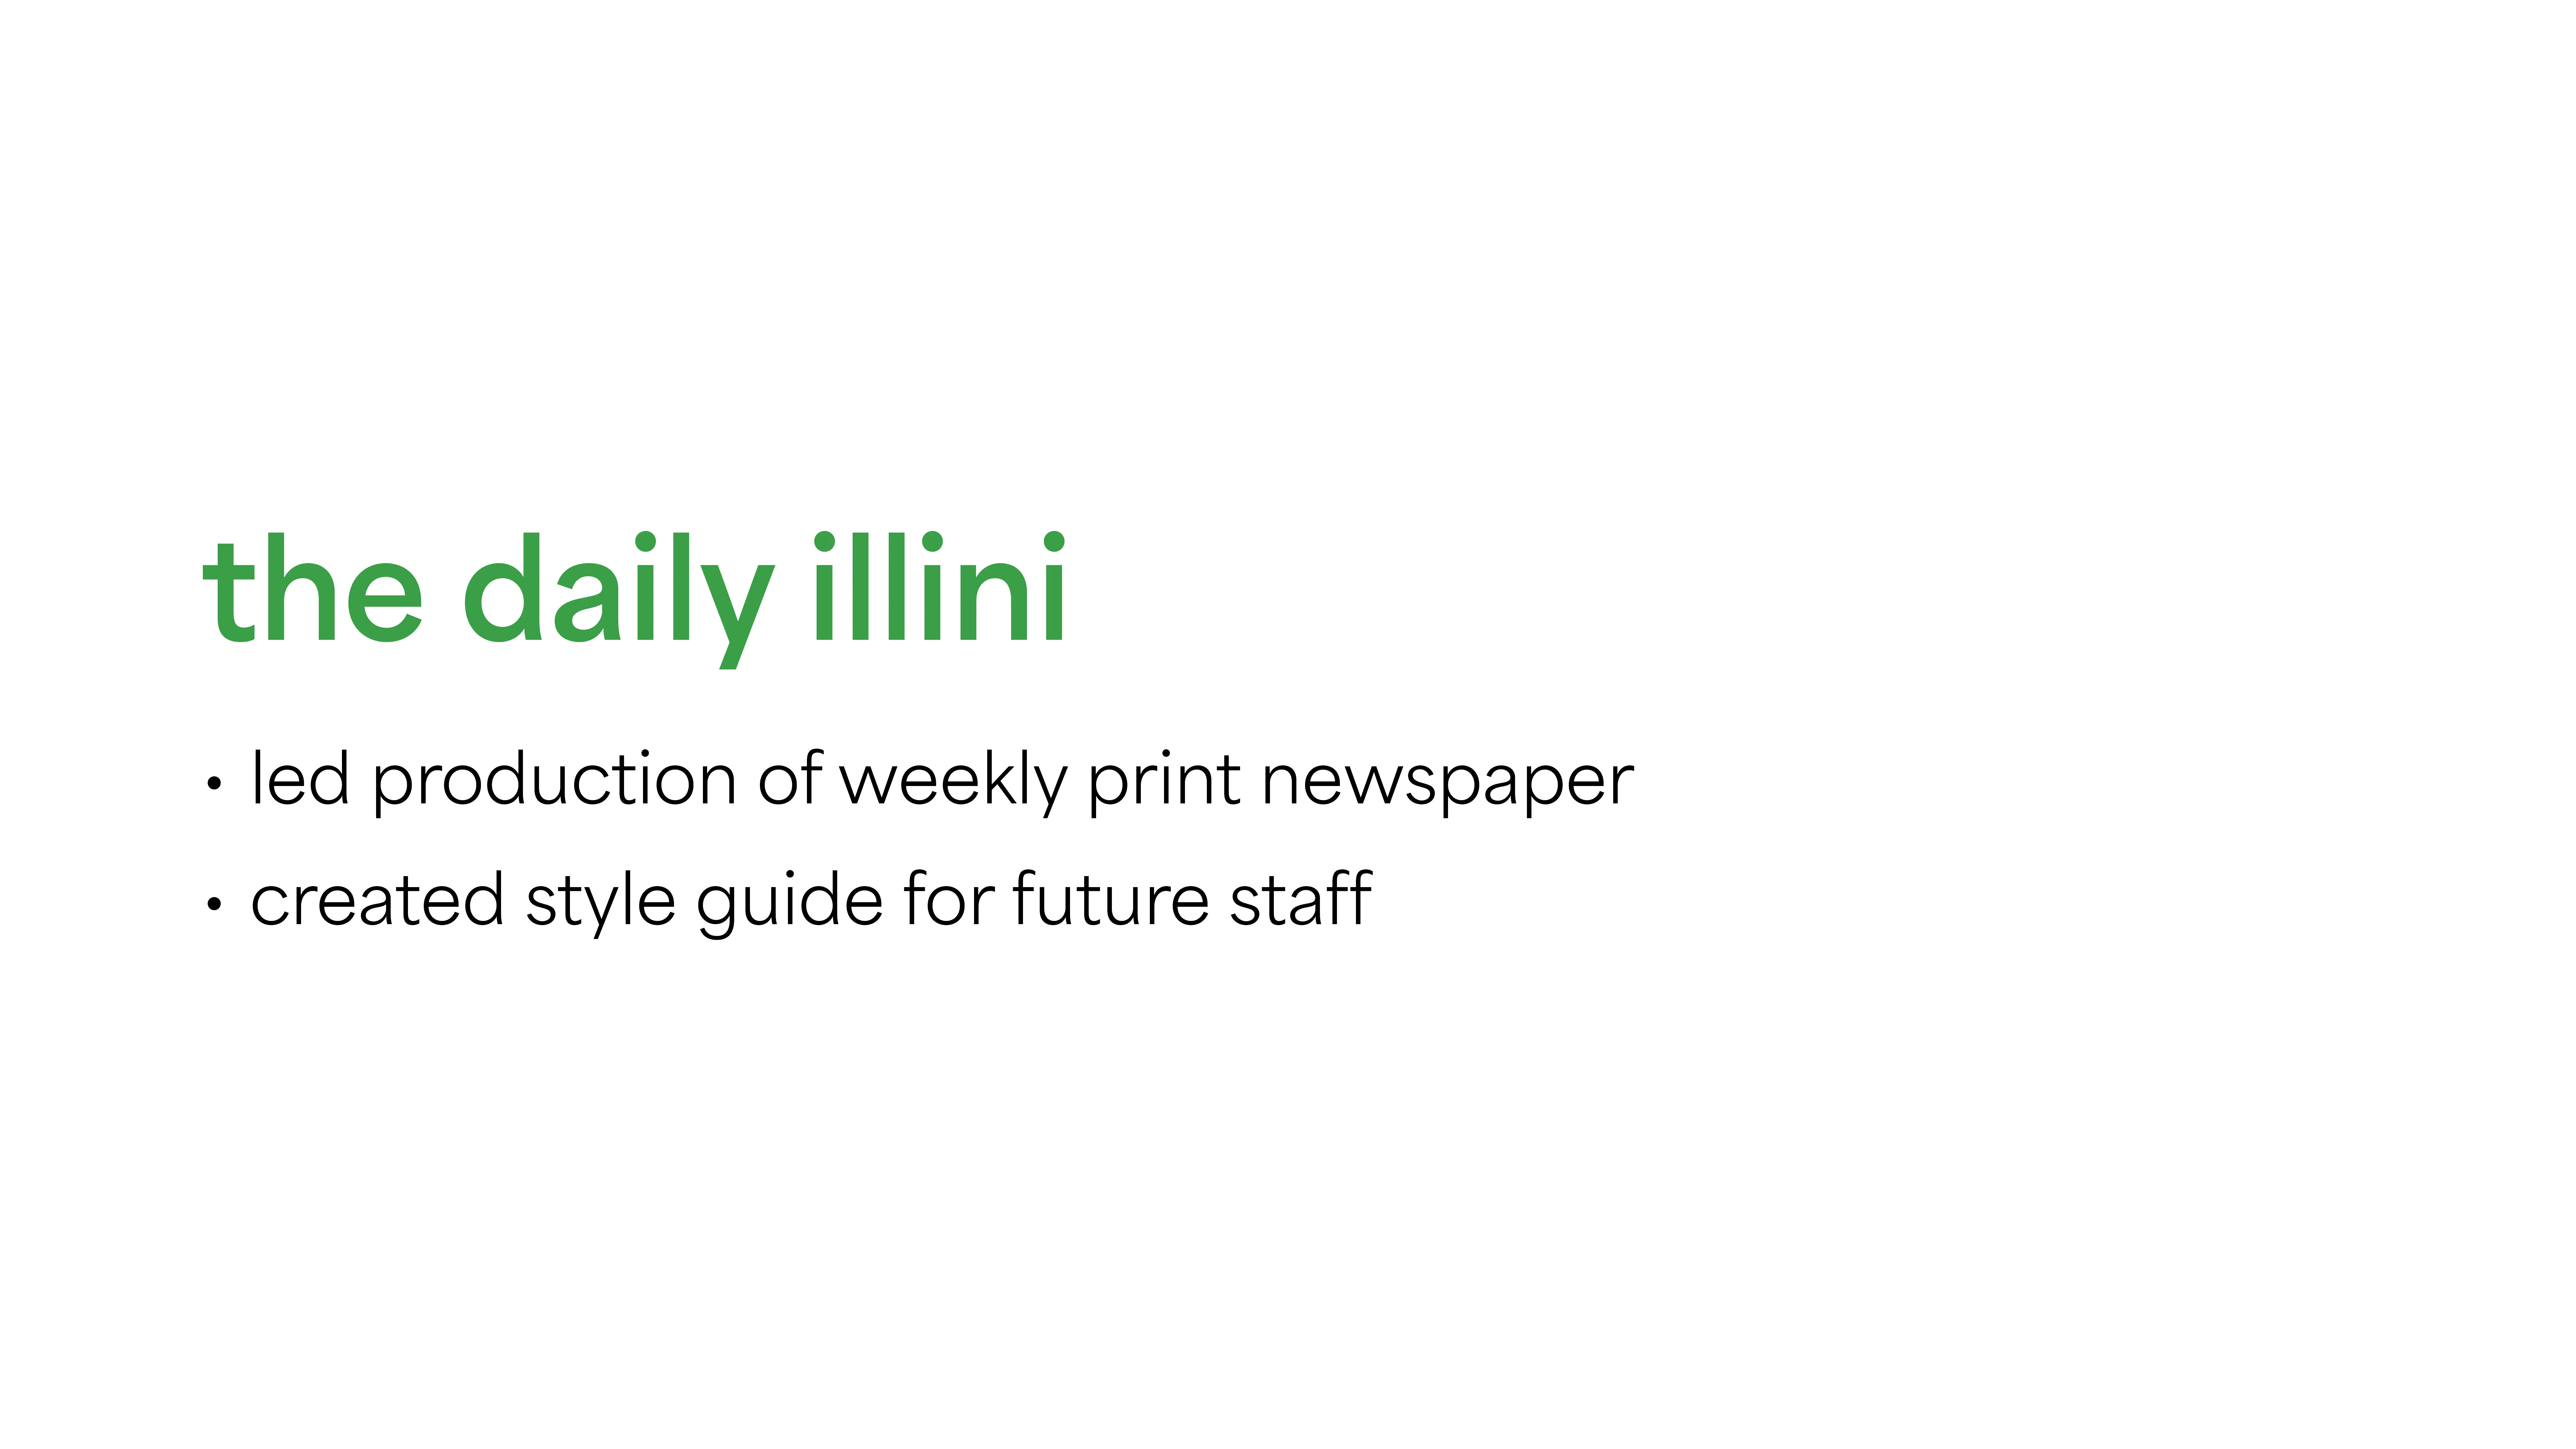 the daily illini
• led production of weekly print newspaper
• created style guide for future staff